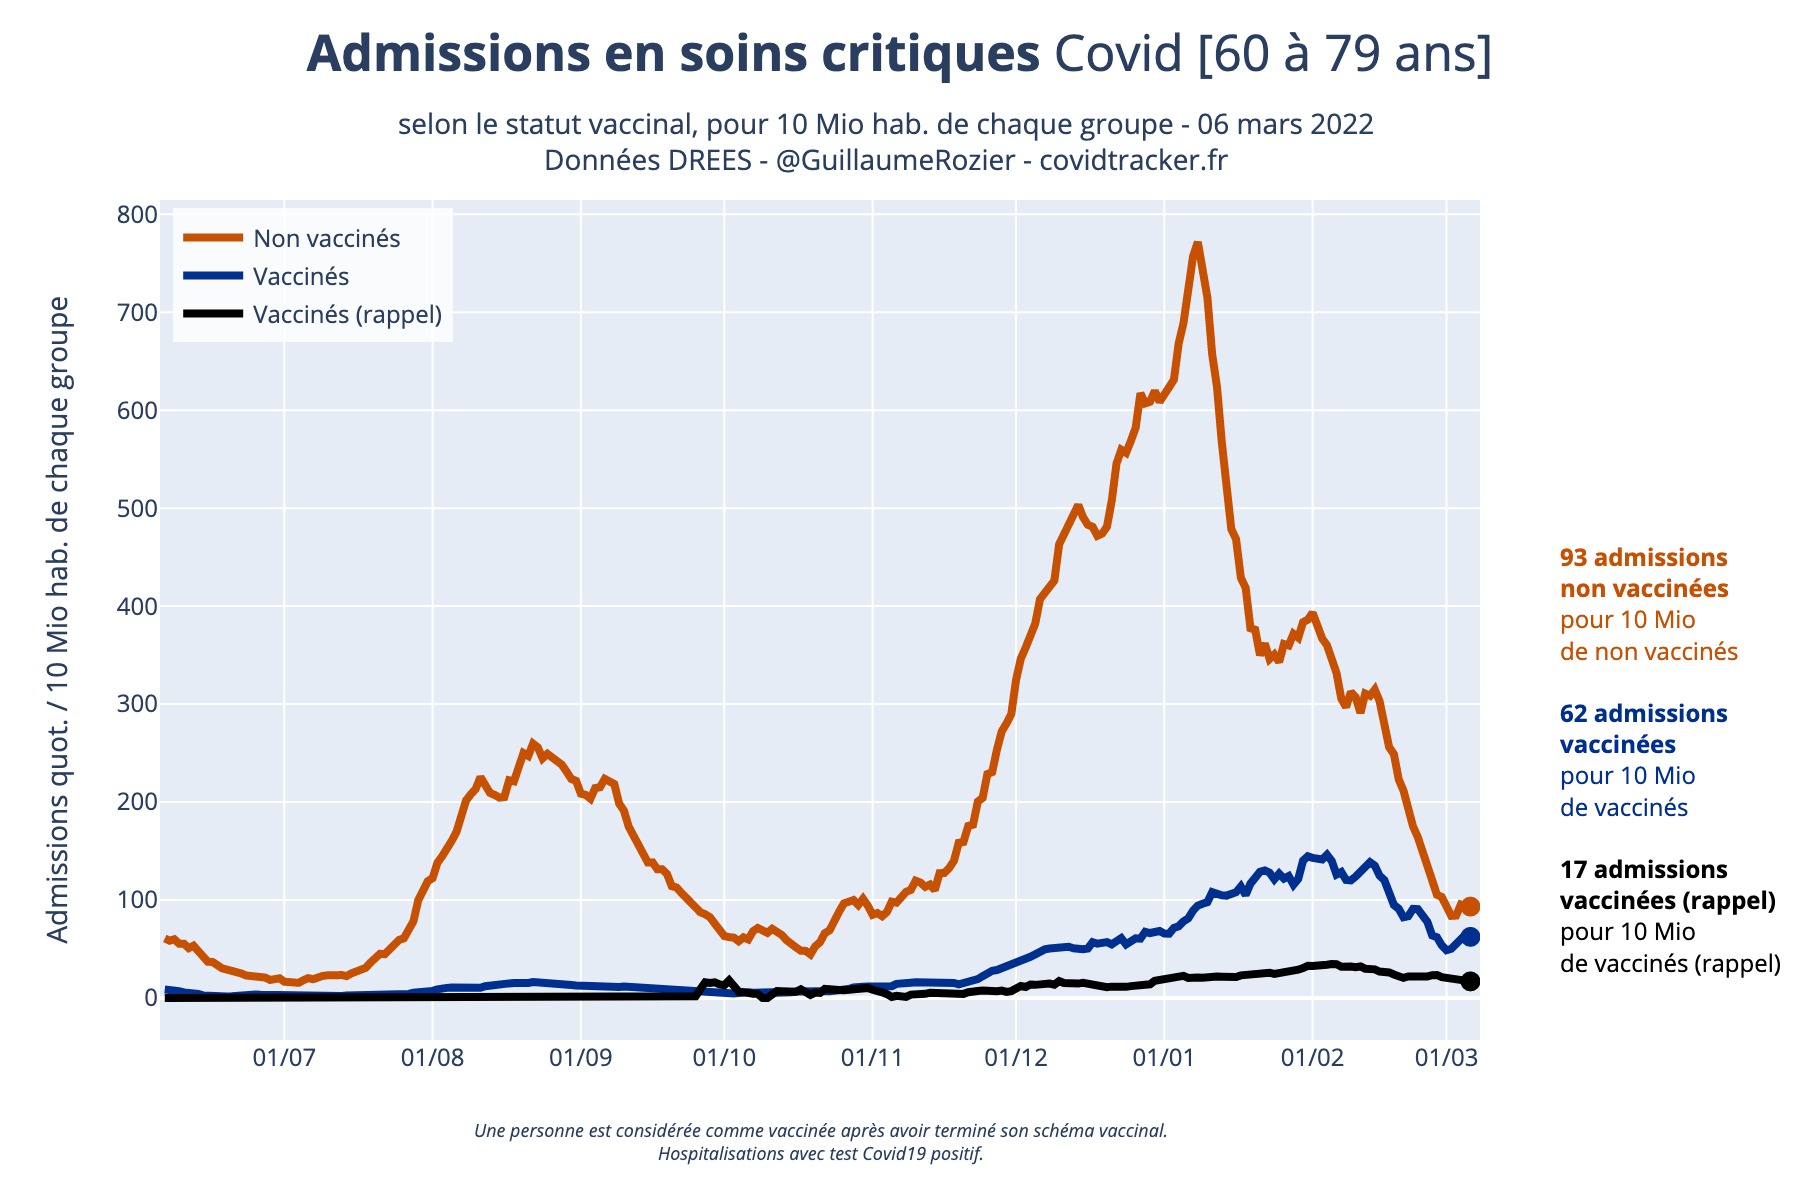 Admissions en soins critiques Covid [60 à 79 ans]
selon le statut vaccinal, pour 10 Mio hab. de chaque groupe - 06 mars 2022
Données DREES - @GuillaumeRozier - covidtracker.fr
Admissions quot. / 10 Mio hab. de chaque groupe
800
700
600
500
400
300
200
100
0
Non vaccinés
Vaccinés
Vaccinés (rappel)
01/07
01/08
01/09
01/10
01/11
01/12
01/01
01/02
01/03
93 admissions
non vaccinées
pour 10 Mio
de non vaccinés
62 admissions
vaccinées
pour 10 Mio
de vaccinés
17 admissions
vaccinées (rappel)
pour 10 Mio
de vaccinés (rappel)
Une personne est considérée comme vaccinée après avoir terminé son schéma vaccinal.
Hospitalisations avec test Covid19 positif.